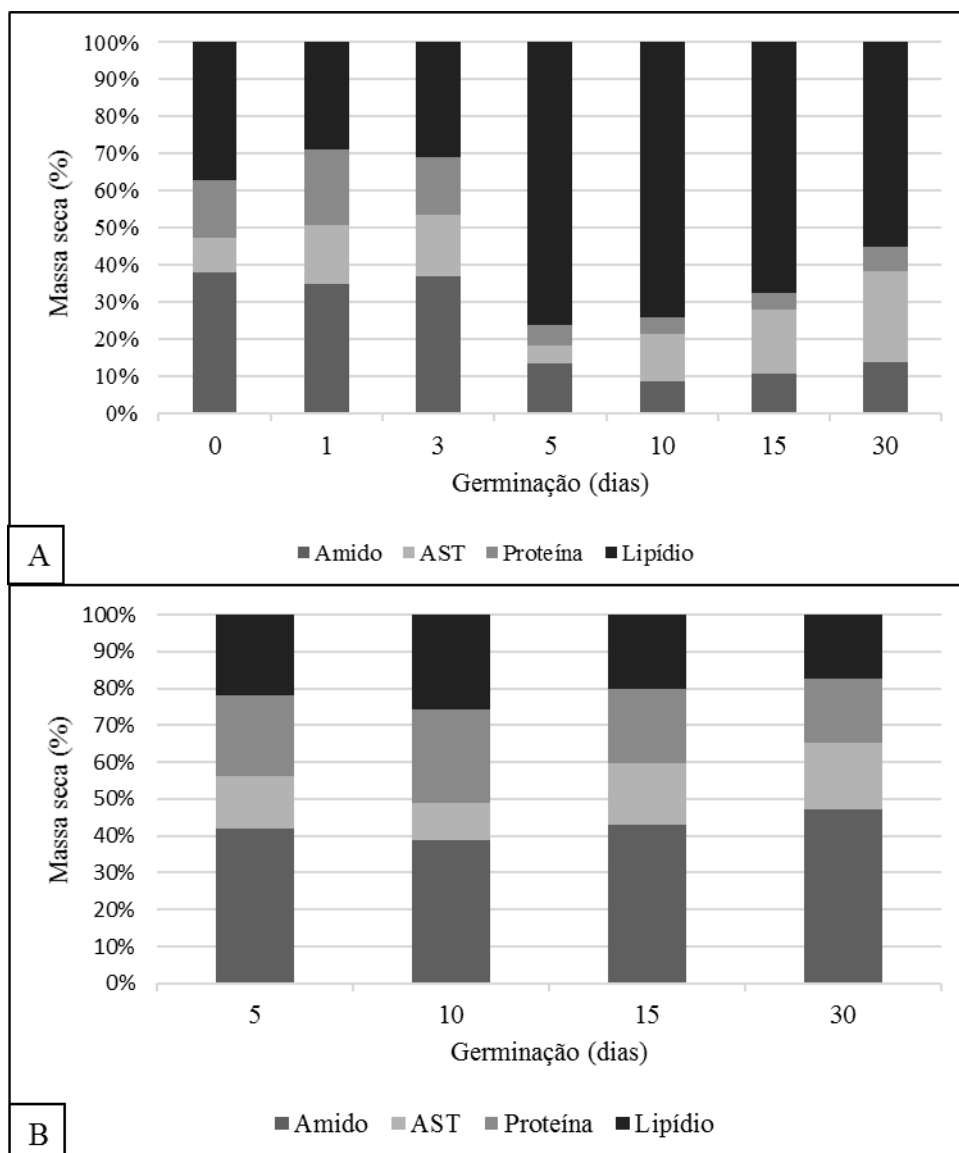 100%
90%
80%
70%
60%
50%
40%
30%
20%
10%
0%
Massa seca (%)
0 1 3 5 10 15 30
Germinação (dias)
Amido AST Proteína Lipídio
A
100%
90%
80%
70%
60%
50%
40%
30%
20%
10%
0%
Massa seca (%)
5 10 15 30
Germinação (dias)
Amido AST Proteína Lipídio
B